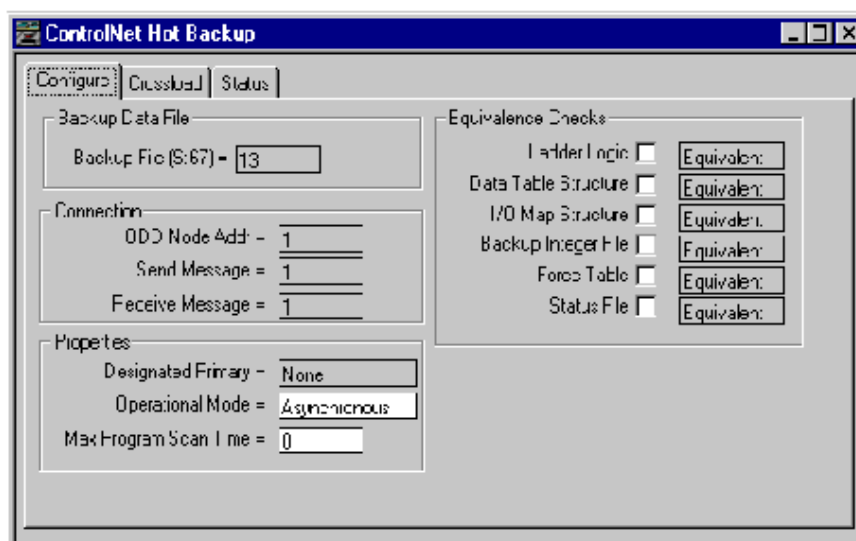 ControlNet Hot Backup
Configure Crossload Status
Backup Data File
Backup File (S:67) = 13
Connection
ODD Node Addr = 1
Send Message = 1
Receive Message = 1
Properties
Designated Primary = None
Operational Mode = Asynchronous
Max Program Scan Time = 0
Equivalence Checks
Ladder Logic Equivalent
Data Table Structure Equivalent
I/O Map Structure Equivalent
Backup Integer File Equivalent
Force Table Equivalent
Status File Equivalent